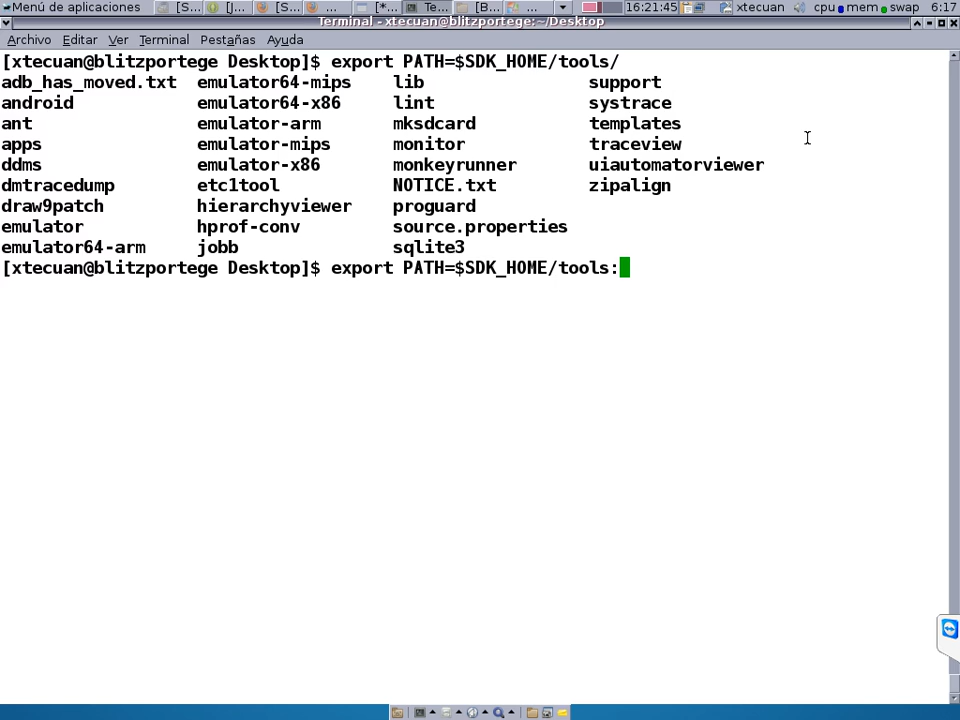 Menú de aplicaciones [S... [J... [S... ... [*... Te... [B... ... 16:21:45 xtecuan cpu mem swap 6:17
Terminal - xtecuan@blitzportege:~/Desktop
Archivo Editar Ver Terminal Pestañas Ayuda
[xtecuan@blitzportege Desktop]$ export PATH=$SDK_HOME/tools/
adb_has_moved.txt emulator64-mips lib support
android emulator64-x86 lint systrace
ant emulator-arm mksdcard templates
apps emulator-mips monitor traceview
ddms emulator-x86 monkeyrunner uiautomatorviewer
dmtracedump etc1tool NOTICE.txt zipalign
draw9patch hierarchyviewer proguard
emulator hprof-conv source.properties
emulator64-arm jobb sqlite3
[xtecuan@blitzportege Desktop]$ export PATH=$SDK_HOME/tools: